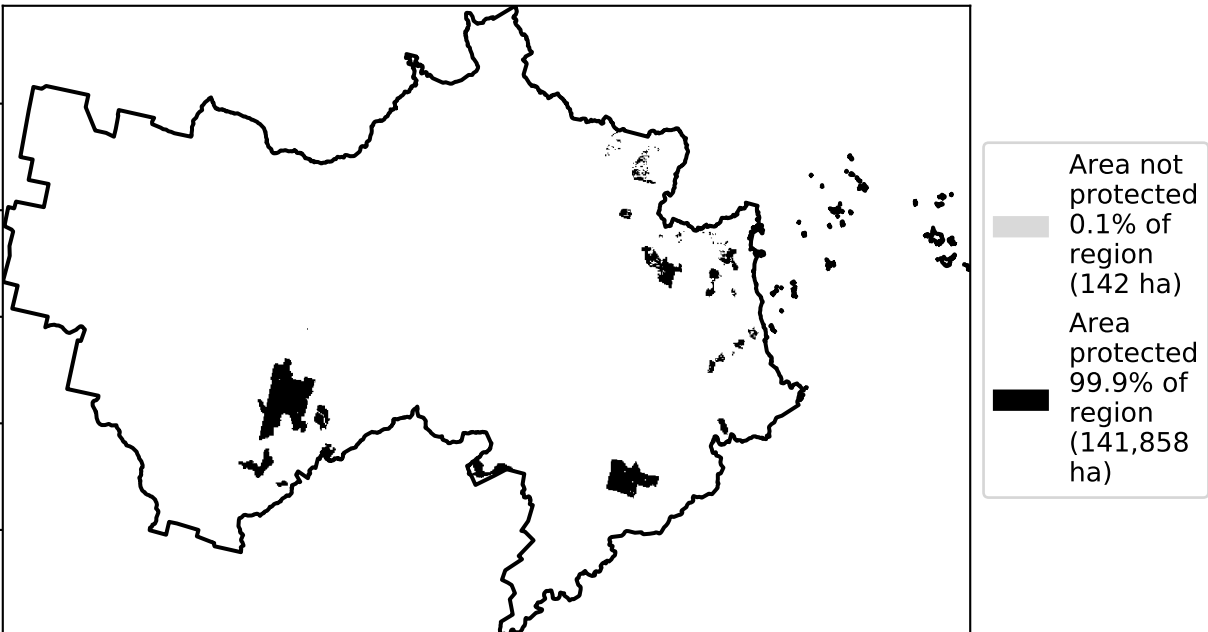 Area not
protected
0.1% of
region
(142 ha)
Area
protected
99.9% of
region
(141,858
ha)